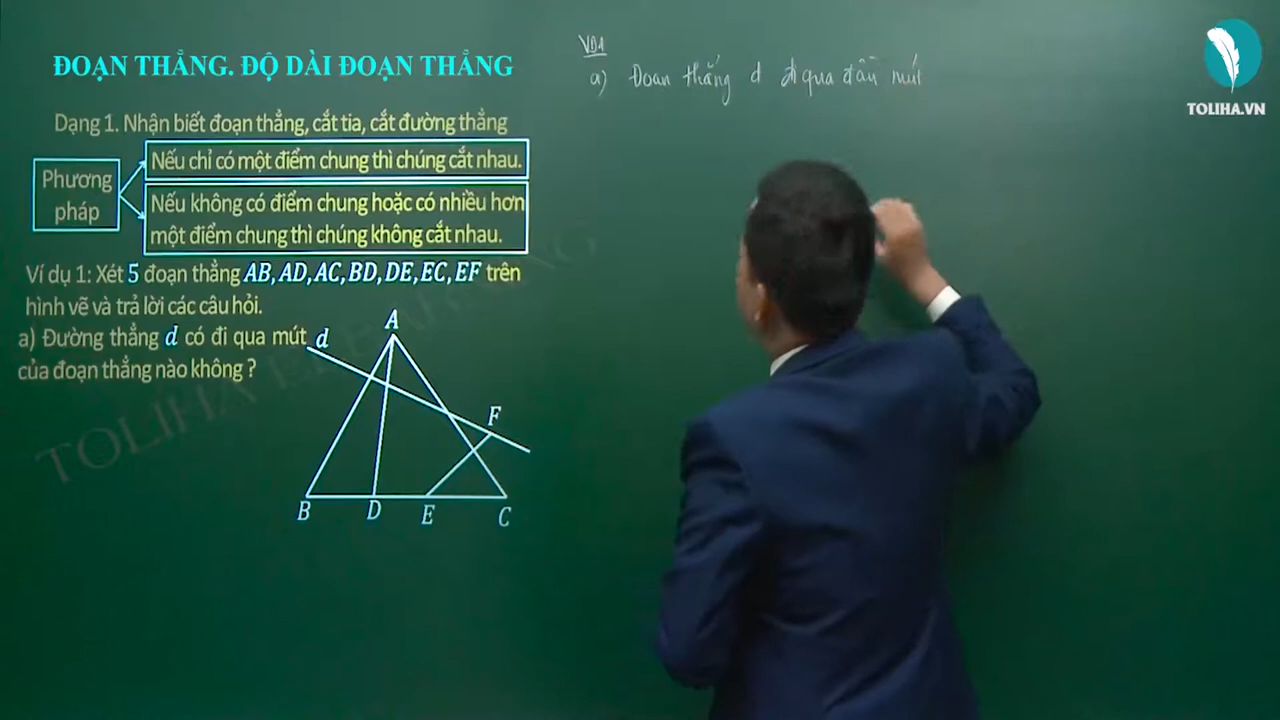 ĐOẠN THẲNG. ĐỘ DÀI ĐOẠN THẲNG
Dạng 1. Nhận biết đoạn thẳng, cắt tia, cắt đường thẳng
Phương
pháp
Nếu chỉ có một điểm chung thì chúng cắt nhau.
Nếu không có điểm chung hoặc có nhiều hơn
một điểm chung thì chúng không cắt nhau.
Ví dụ 1: Xét 5 đoạn thẳng AB, AD, AC, BD, DE, EC, EF trên
hình vẽ và trả lời các câu hỏi.
a) Đường thẳng d có đi qua mút
của đoạn thẳng nào không ?
A
d
F
B
D
E
C
VD1
a) Đoạn thẳng d đi qua đầu mút
TOLIHA.VN